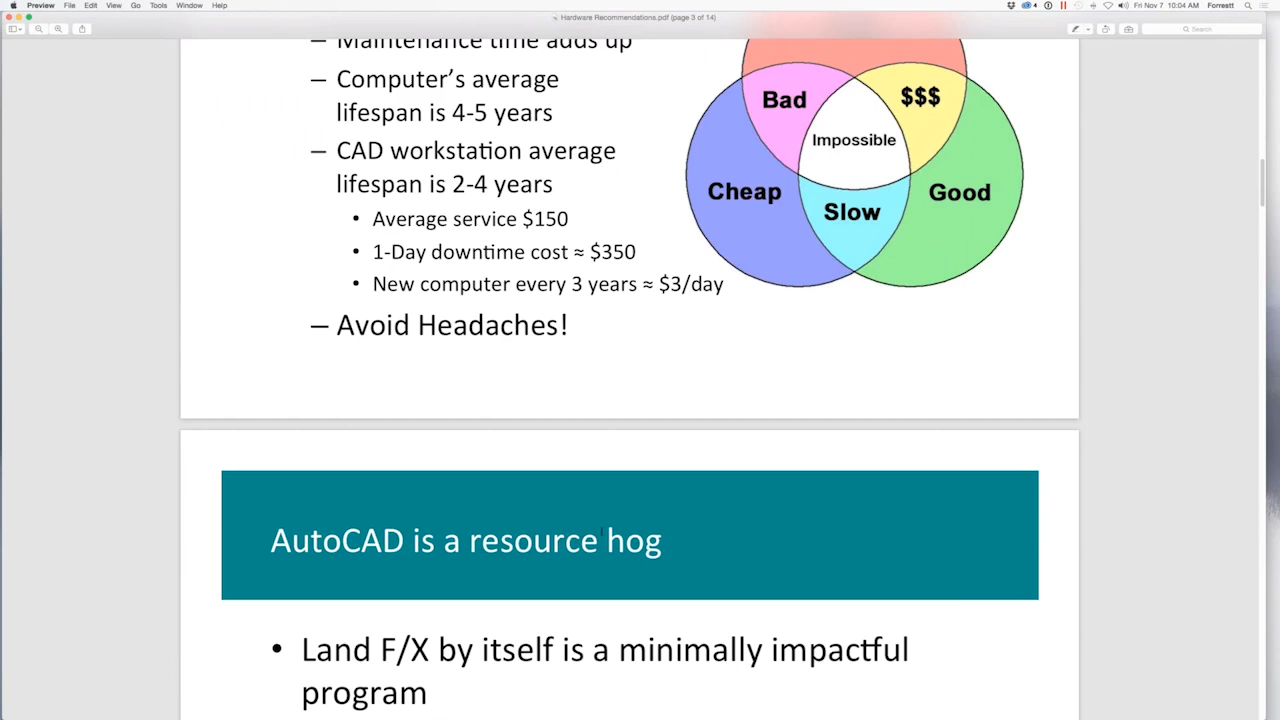 Preview File Edit View Go Tools Window Help
4
Fri Nov 7 10:04 AM Forrestt
Hardware Recommendations.pdf (page 3 of 14)
Search
– Maintenance time adds up
– Computer’s average
lifespan is 4-5 years
– CAD workstation average
lifespan is 2-4 years
• Average service $150
• 1-Day downtime cost ≈ $350
• New computer every 3 years ≈ $3/day
– Avoid Headaches!
Bad
$$$
Impossible
Cheap
Slow
Good
AutoCAD is a resource hog
• Land F/X by itself is a minimally impactful
program